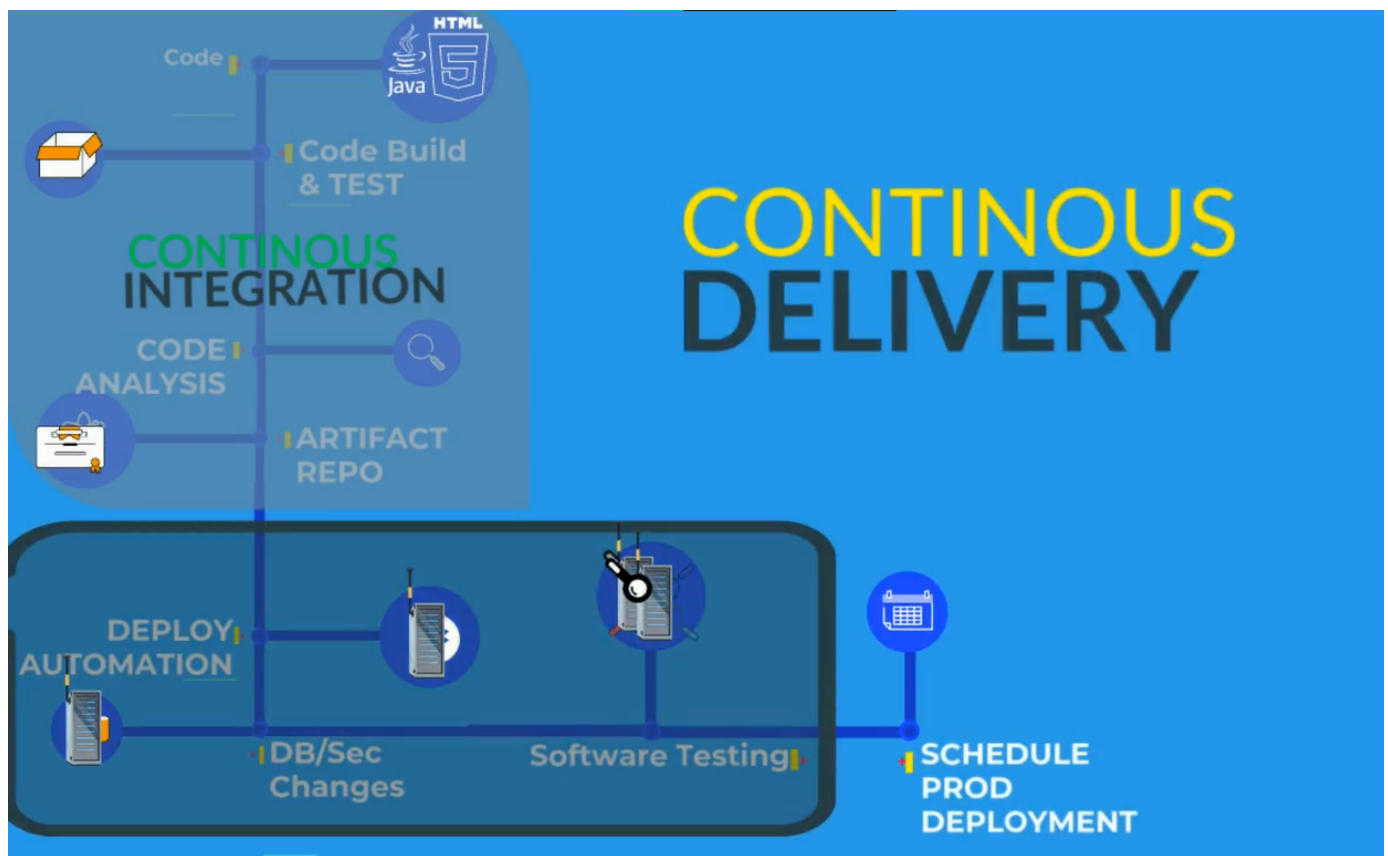 HTML
Code
Java
Code Build
& TEST
CONTINOUS
INTEGRATION
CONTINOUS
DELIVERY
CODE
ANALYSIS
ARTIFACT
REPO
DEPLOY
AUTOMATION
DB/Sec
Changes
Software Testing
SCHEDULE
PROD
DEPLOYMENT